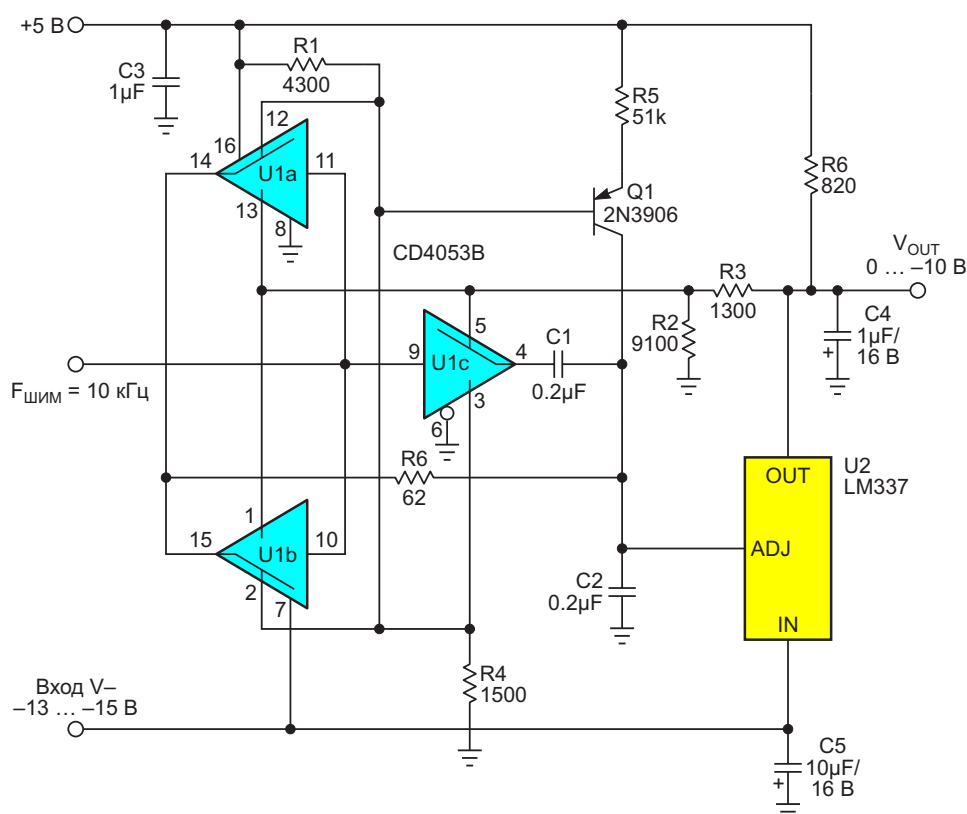 +5 В
C3
1µF
R1
4300
12
16
14
U1a
11
13
8
R5
51k
Q1
2N3906
R6
820
CD4053B
V OUT
0 ... –10 В
R3
1300
C4
1µF/
16 В
+
R2
9100
5
9
U1c
4
3
6
C1
0.2µF
FШИМ = 10 кГц
R6
62
U2
LM337
OUT
ADJ
IN
1
15
U1b
10
2
7
C2
0.2µF
R4
1500
Вход V–
–13 ... –15 В
C5
10µF/
16 В
+